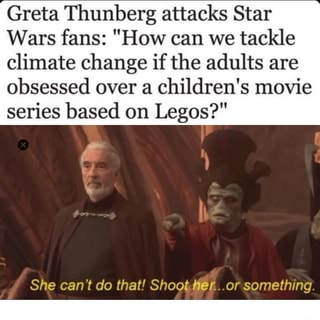 Greta Thunberg attacks Star
Wars fans: "How can we tackle
climate change if the adults are
obsessed over a children's movie
series based on Legos?"
She can't do that! Shoot her...or something.